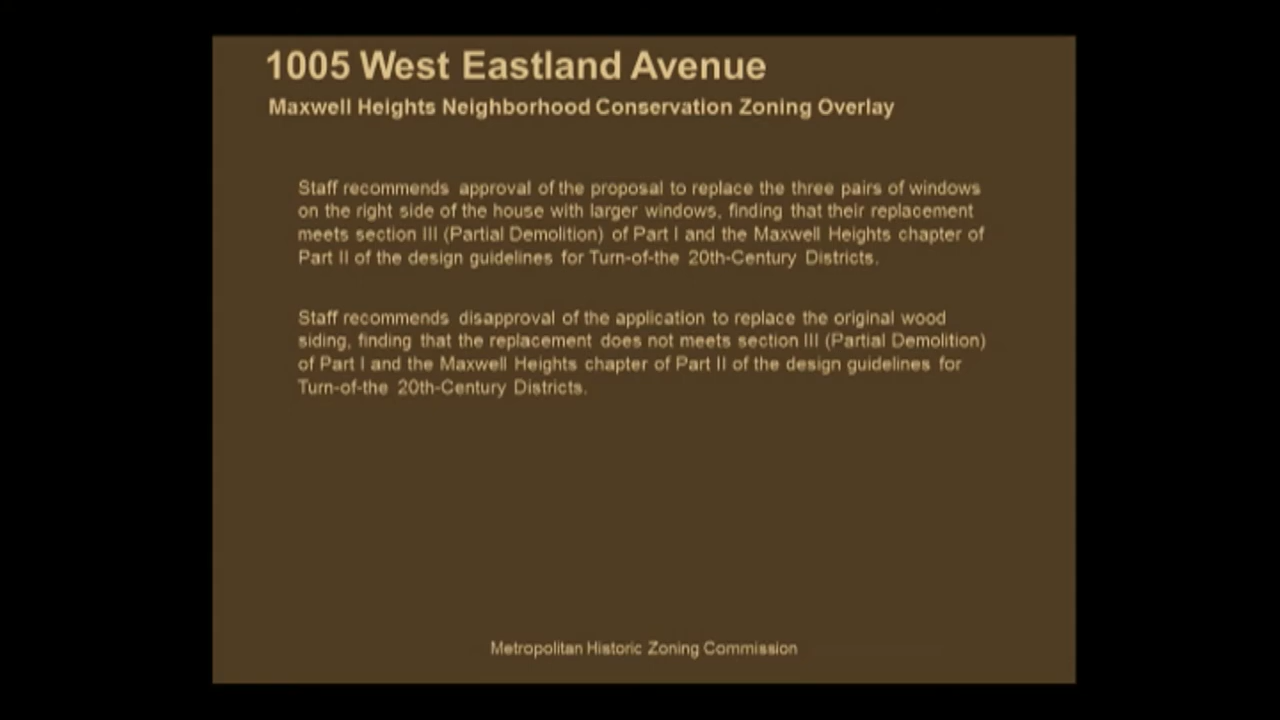 1005 West Eastland Avenue
Maxwell Heights Neighborhood Conservation Zoning Overlay
Staff recommends approval of the proposal to replace the three pairs of windows
on the right side of the house with larger windows, finding that their replacement
meets section III (Partial Demolition) of Part I and the Maxwell Heights chapter of
Part II of the design guidelines for Turn-of-the 20th-Century Districts.
Staff recommends disapproval of the application to replace the original wood
siding, finding that the replacement does not meets section III (Partial Demolition)
of Part I and the Maxwell Heights chapter of Part II of the design guidelines for
Turn-of-the 20th-Century Districts.
Metropolitan Historic Zoning Commission